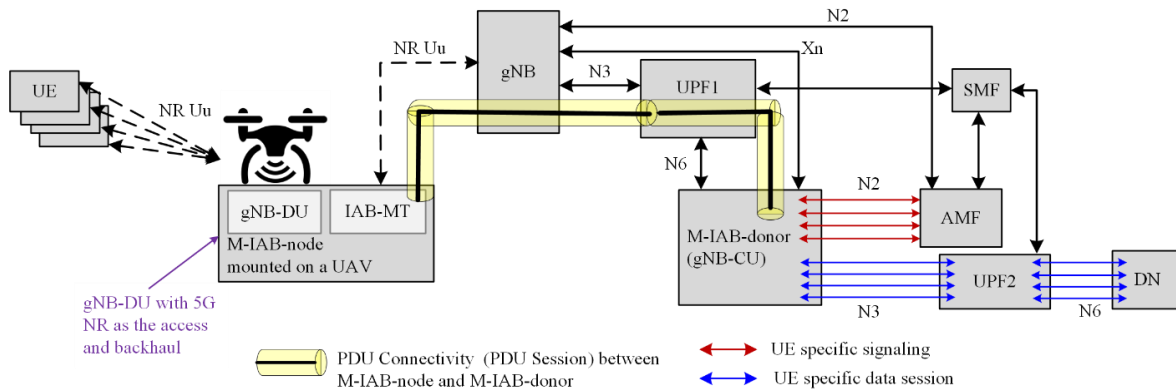 N2
Xn
NR Uu
gNB
N3
UPF1
SMF
UE
NR Uu
N6
N2
gNB-DU
IAB-MT
M-IAB-node
mounted on a UAV
M-IAB-donor
(gNB-CU)
AMF
UPF2
DN
N3
N6
gNB-DU with 5G
NR as the access
and backhaul
PDU Connectivity (PDU Session) between
M-IAB-node and M-IAB-donor
UE specific signaling
UE specific data session